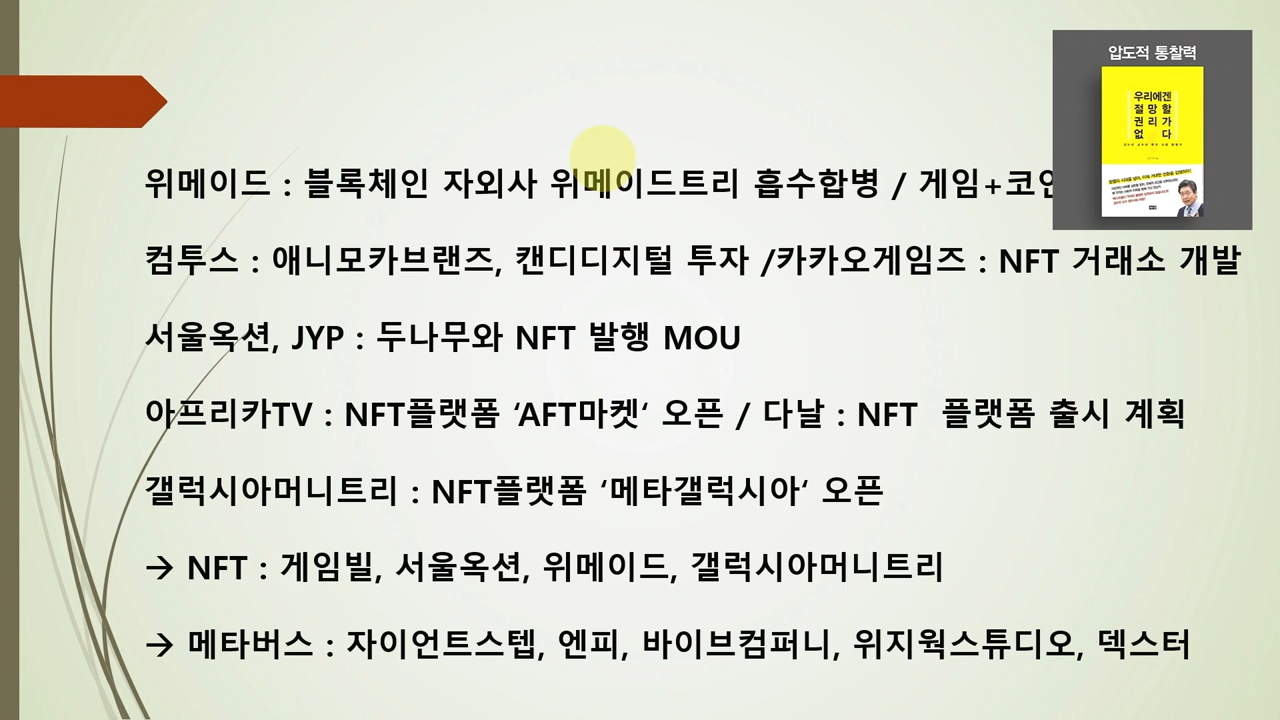 압도적 통찰력
우리에겐
절망할
권리가
없다
위메이드 : 블록체인 자외사 위메이드트리 흡수합병 / 게임+코인
컴투스 : 애니모카브랜즈, 캔디디지털 투자 /카카오게임즈 : NFT 거래소 개발
서울옥션, JYP : 두나무와 NFT 발행 MOU
아프리카TV : NFT플랫폼 ‘AFT마켓‘ 오픈 / 다날 : NFT 플랫폼 출시 계획
갤럭시아머니트리 : NFT플랫폼 ‘메타갤럭시아‘ 오픈
→ NFT : 게임빌, 서울옥션, 위메이드, 갤럭시아머니트리
→ 메타버스 : 자이언트스텝, 엔피, 바이브컴퍼니, 위지웍스튜디오, 덱스터